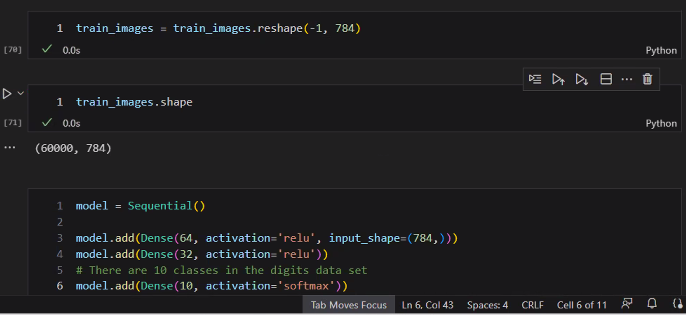 1 train_images = train_images.reshape(-1, 784)
[70] 0.0s Python
1 train_images.shape
[71] 0.0s Python
... (60000, 784)
1 model = Sequential()
2
3 model.add(Dense(64, activation='relu', input_shape=(784,)))
4 model.add(Dense(32, activation='relu'))
5 # There are 10 classes in the digits data set
6 model.add(Dense(10, activation='softmax'))
Tab Moves Focus Ln 6, Col 43 Spaces: 4 CRLF Cell 6 of 11